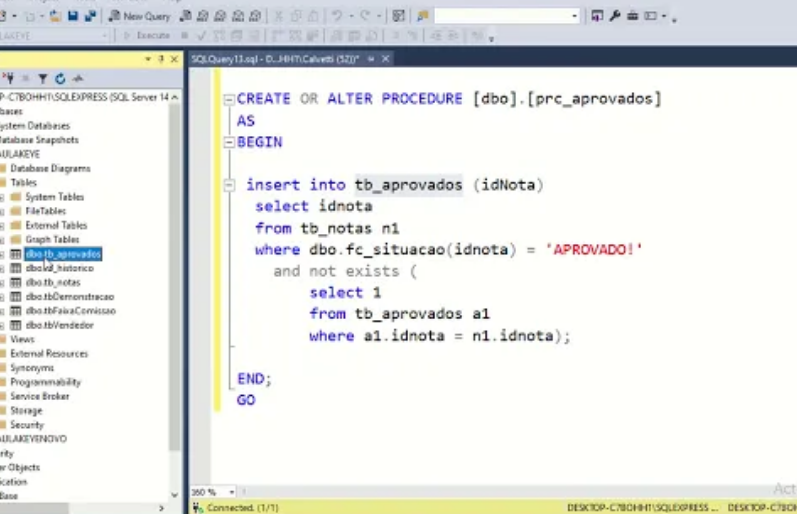 New Query
AULAKEYE
Execute
SQLQuery13.sql - D...HH1\Calvetti (52))*
P-C7BOHH1\SQLEXPRESS (SQL Server 14
bases
ystem Databases
atabase Snapshots
AULAKEYE
Database Diagrams
Tables
System Tables
FileTables
External Tables
Graph Tables
dbo.tb_aprovados
dbo.tb_historico
dbo.tb_notas
dbo.tbDemonstracao
dbo.tbFaixaComissao
dbo.tbVendedor
Views
External Resources
Synonyms
Programmability
Service Broker
Storage
Security
AULAKEYENOVO
rity
er Objects
ication
Base
CREATE OR ALTER PROCEDURE [dbo].[prc_aprovados]
AS
BEGIN
insert into tb_aprovados (idNota)
select idnota
from tb_notas n1
where dbo.fc_situacao(idnota) = 'APROVADO!'
and not exists (
select 1
from tb_aprovados a1
where a1.idnota = n1.idnota);
END;
GO
160 %
Act
Connected. (1/1)
DESKTOP-C7BOHH1\SQLEXPRESS ...
DESKTOP-C7BOH